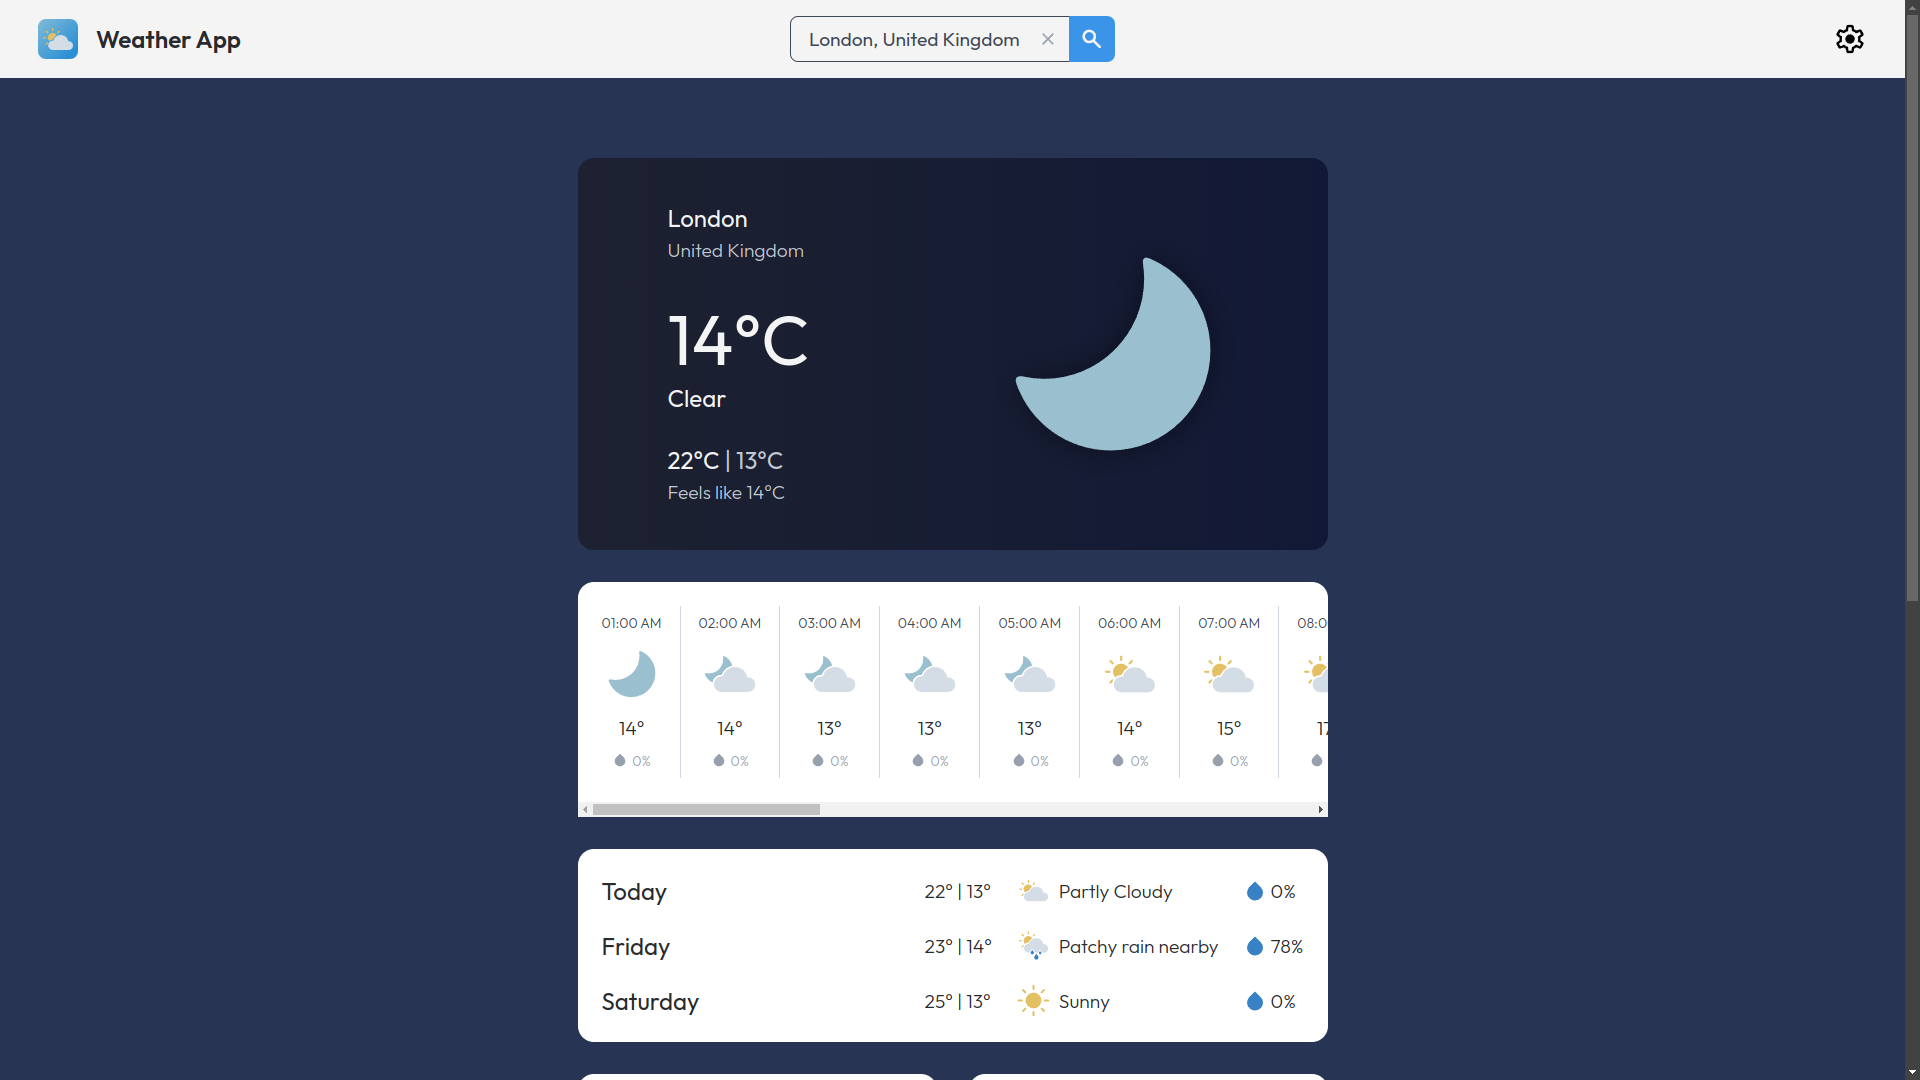 Weather App
London, United Kingdom
London
United Kingdom
14°C
Clear
22°C | 13°C
Feels like 14°C
01:00 AM 02:00 AM 03:00 AM 04:00 AM 05:00 AM 06:00 AM 07:00 AM 08:0
14° 14° 13° 13° 13° 14° 15° 17
0% 0% 0% 0% 0% 0% 0%
Today 22° | 13° Partly Cloudy 0%
Friday 23° | 14° Patchy rain nearby 78%
Saturday 25° | 13° Sunny 0%